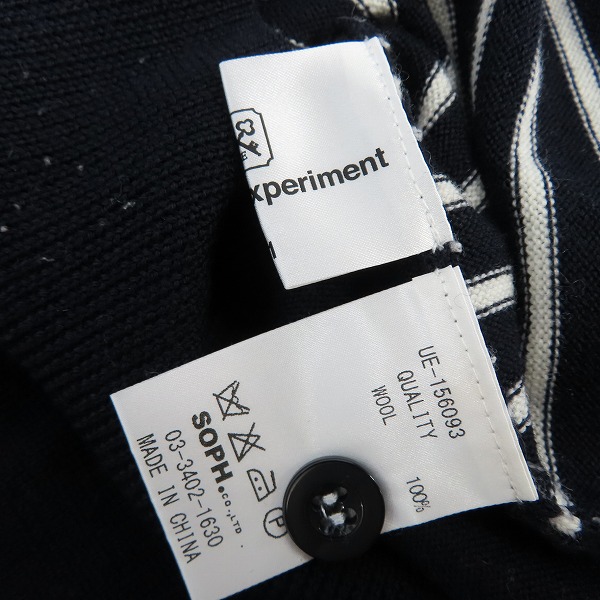 xperiment
UE-156093
QUALITY
WOOL 100%
SOPH.CO.,LTD.
03-3402-1630
MADE IN CHINA
P